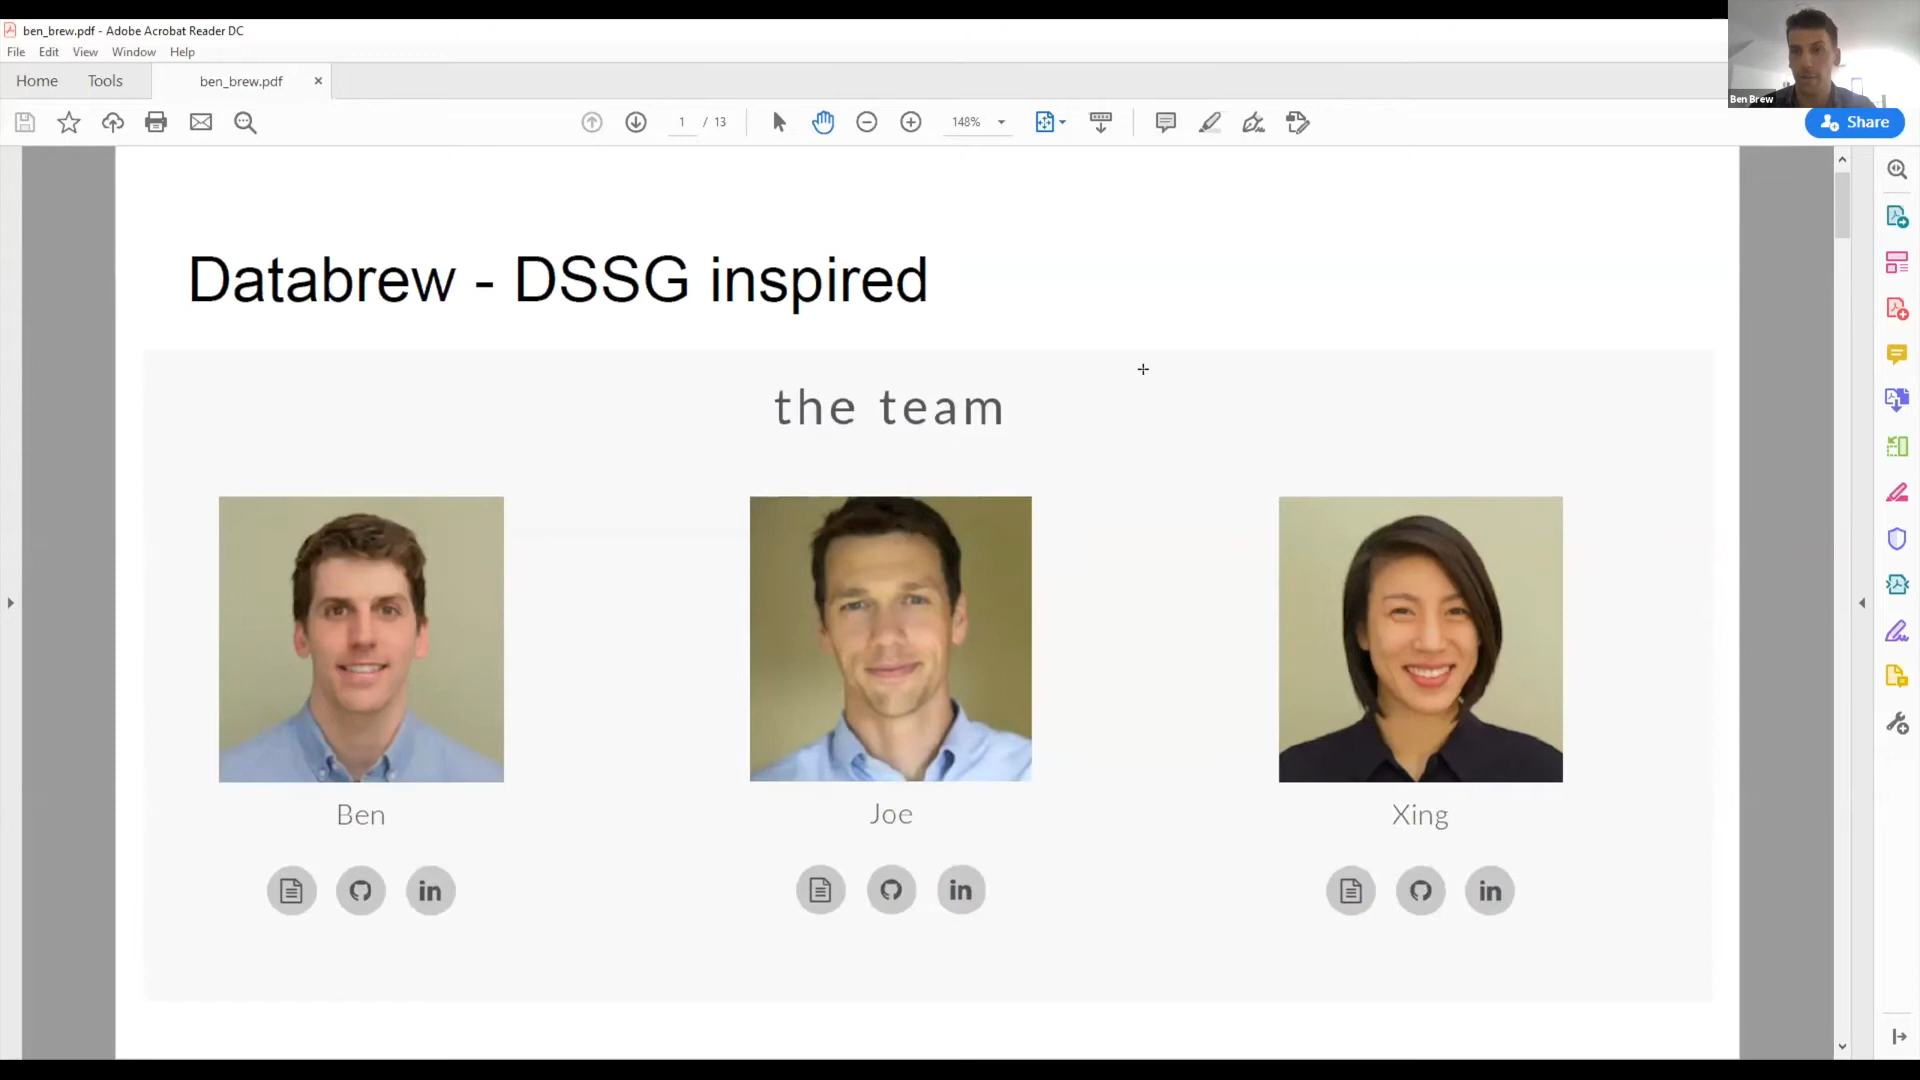 ben_brew.pdf - Adobe Acrobat Reader DC
File Edit View Window Help
Home Tools ben_brew.pdf ×
1 / 13 148% Share
Ben Brew
Databrew - DSSG inspired
the team
Ben Joe Xing
in in in